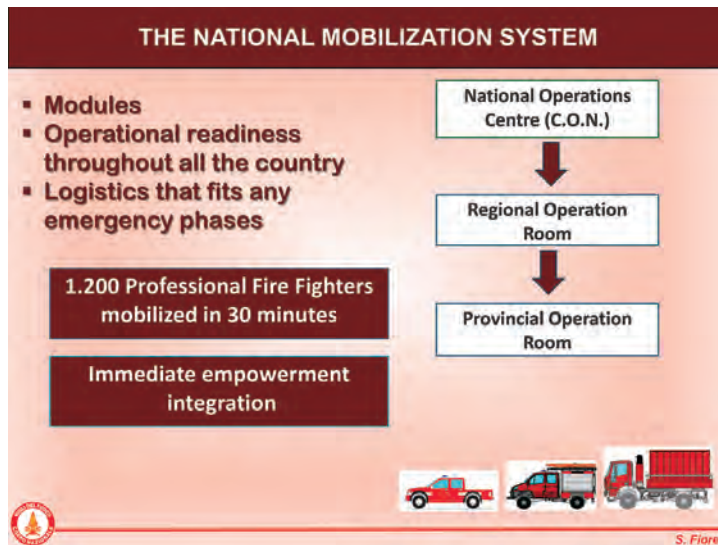 THE NATIONAL MOBILIZATION SYSTEM
▪ Modules
▪ Operational readiness
throughout all the country
▪ Logistics that fits any
emergency phases
1.200 Professional Fire Fighters
mobilized in 30 minutes
Immediate empowerment
integration
National Operations
Centre (C.O.N.)
Regional Operation
Room
Provincial Operation
Room
S. Fiore